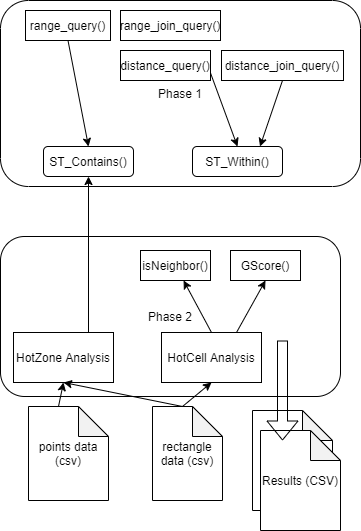 range_query()
range_join_query()
distance_query()
distance_join_query()
Phase 1
ST_Contains()
ST_Within()
isNeighbor()
GScore()
Phase 2
HotZone Analysis
HotCell Analysis
points data
(csv)
rectangle
data (csv)
Results (CSV)